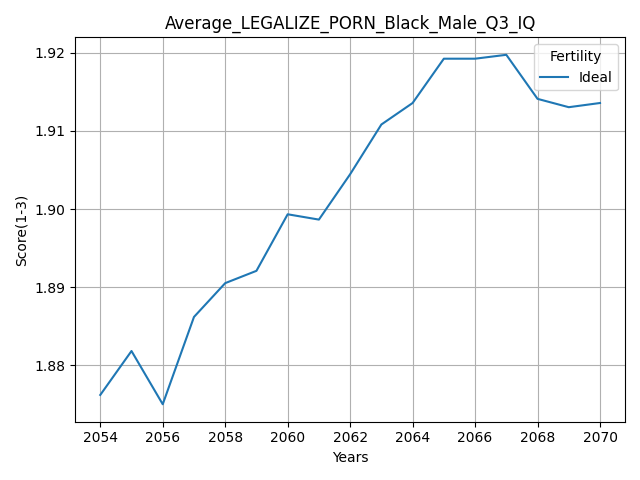 Average_LEGALIZE_PORN_Black_Male_Q3_IQ
Fertility
Ideal
Score(1-3)
1.92
1.91
1.90
1.89
1.88
2054 2056 2058 2060 2062 2064 2066 2068 2070
Years